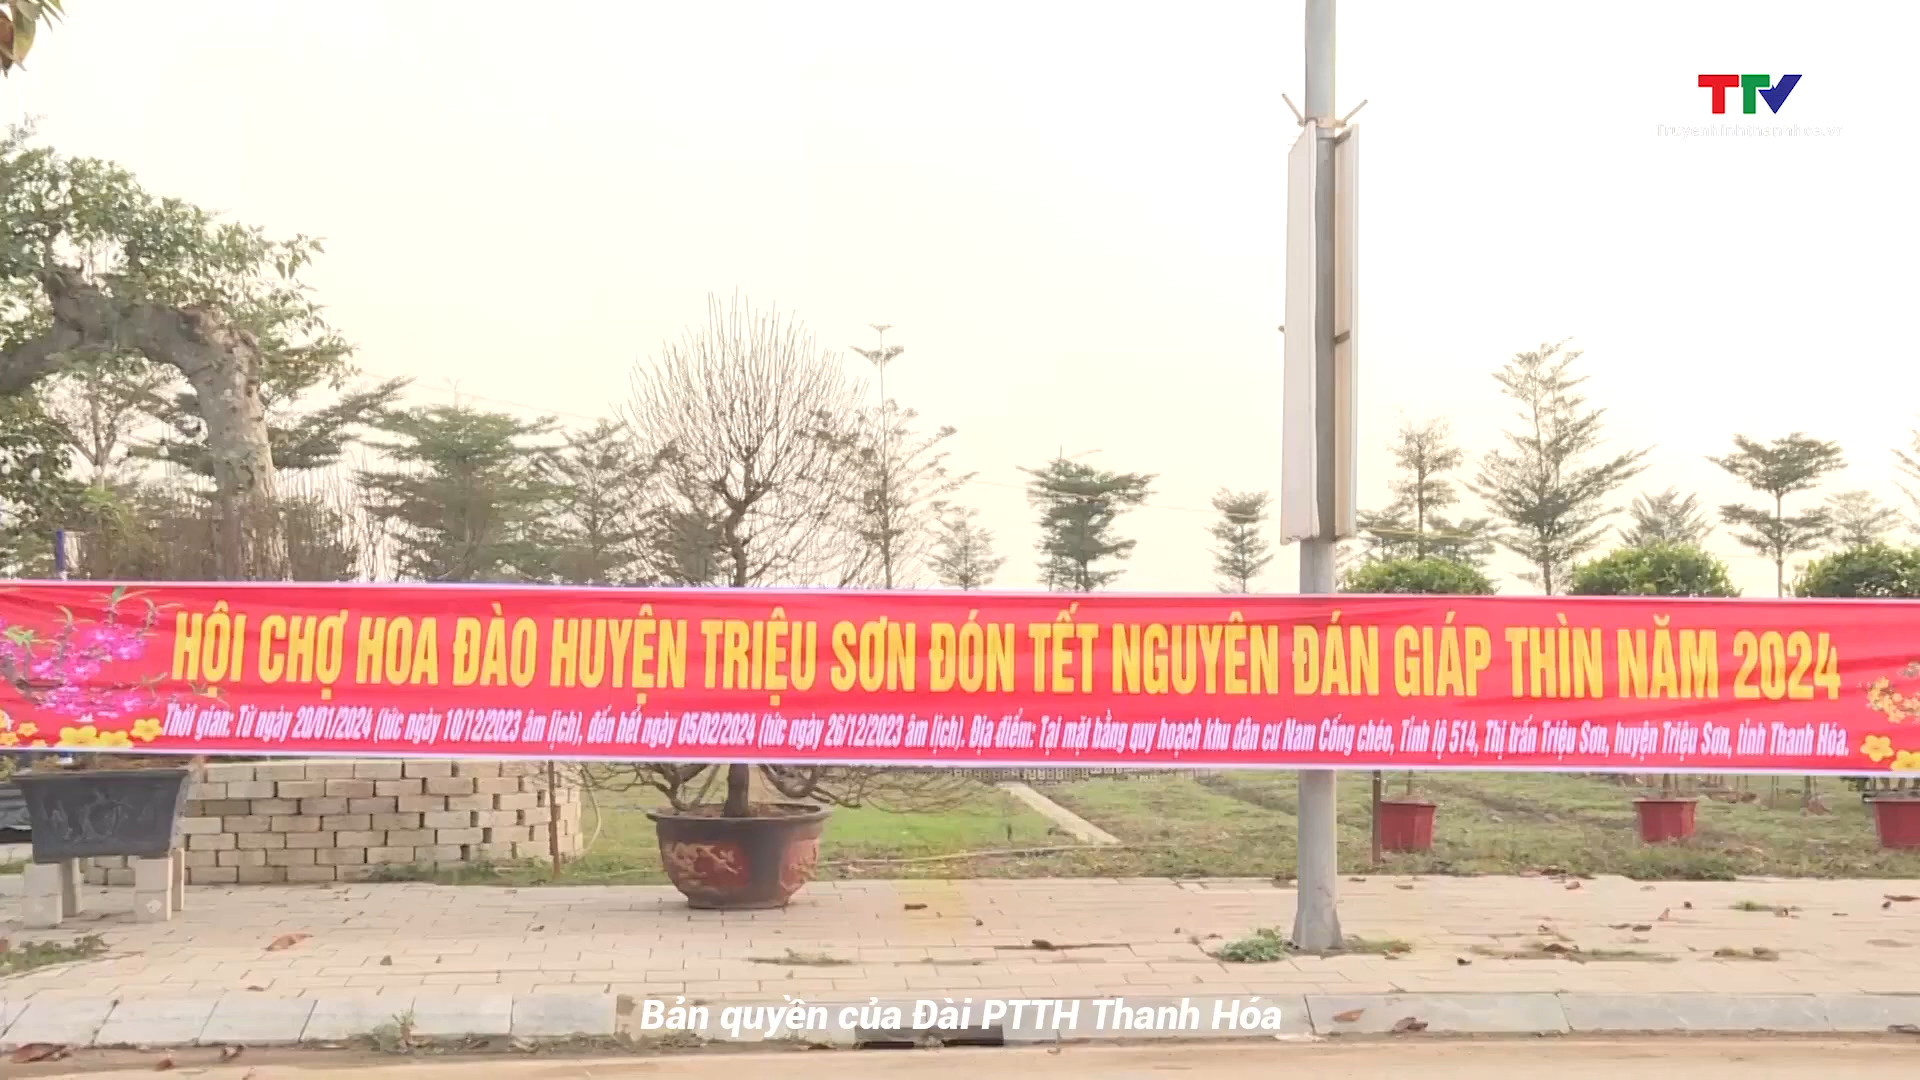 TTV
Truyenhinhthanhhoa.vn
HỘI CHỢ HOA ĐÀO HUYỆN TRIỆU SƠN ĐÓN TẾT NGUYÊN ĐÁN GIÁP THÌN NĂM 2024
Thời gian: Từ ngày 20/01/2024 (tức ngày 10/12/2023 âm lịch), đến hết ngày 05/02/2024 (tức ngày 26/12/2023 âm lịch). Địa điểm: Tại mặt bằng quy hoạch khu dân cư Nam Cống chéo, Tỉnh lộ 514, Thị trấn Triệu Sơn, huyện Triệu Sơn, tỉnh Thanh Hóa.
Bản quyền của Đài PTTH Thanh Hóa